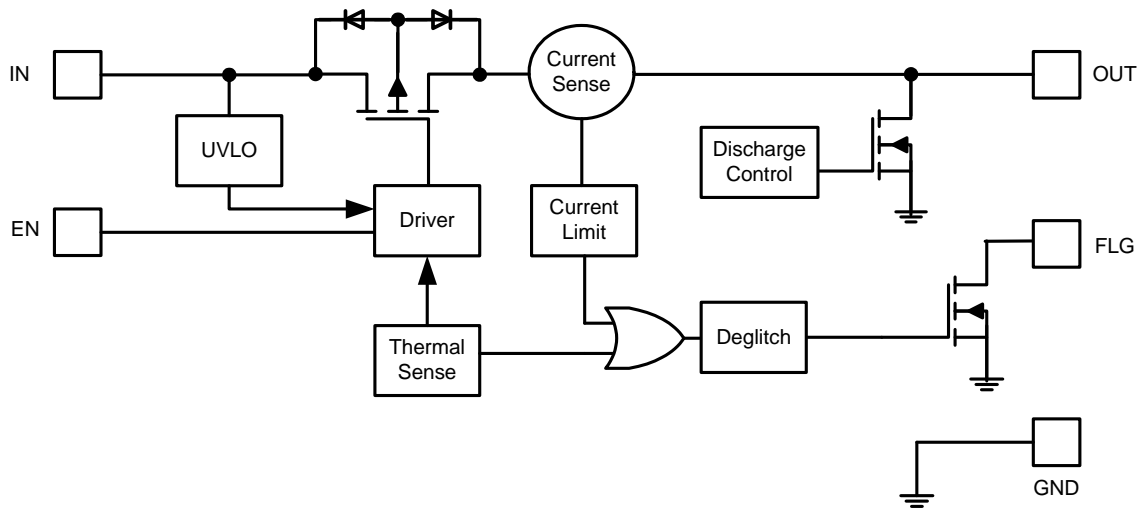 IN
Current
Sense
OUT
UVLO
Discharge
Control
EN
Driver
Current
Limit
FLG
Thermal
Sense
Deglitch
GND